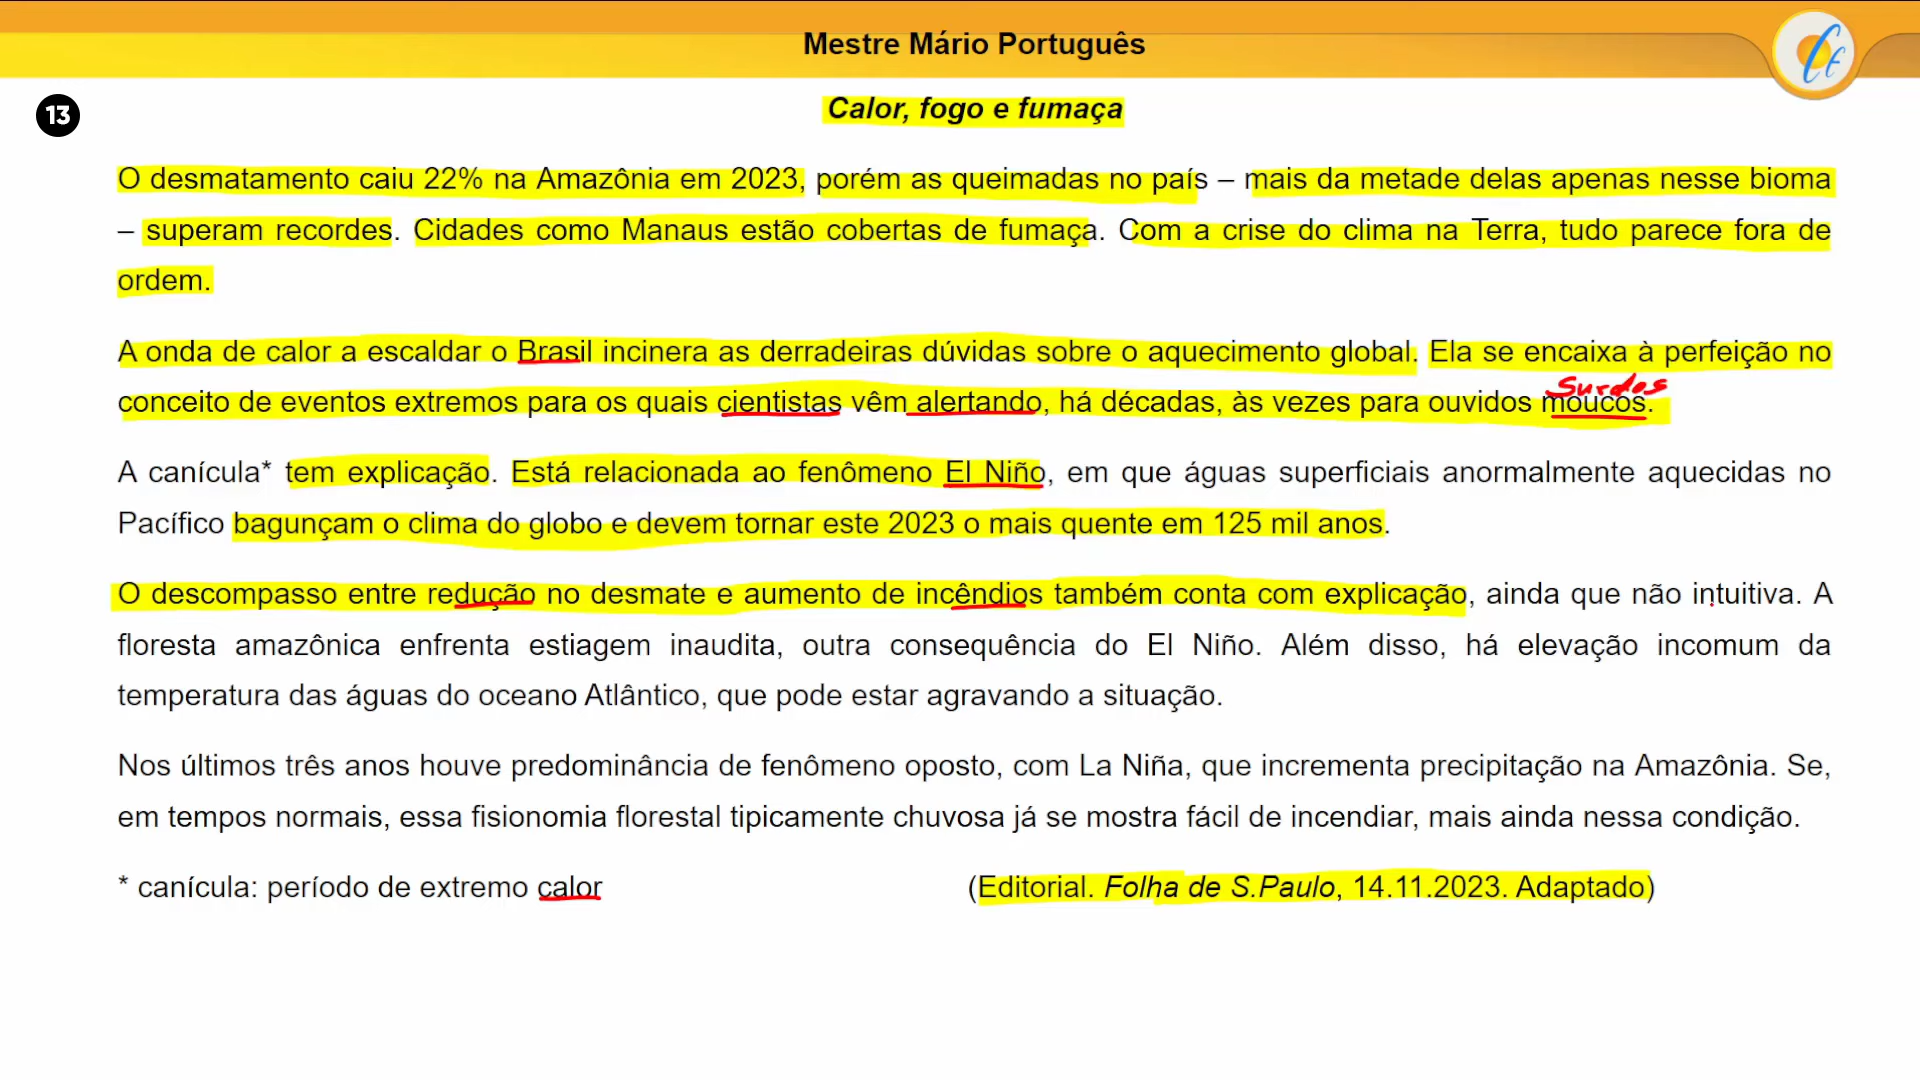 Mestre Mário Português
13
Calor, fogo e fumaça
O desmatamento caiu 22% na Amazônia em 2023, porém as queimadas no país – mais da metade delas apenas nesse bioma
– superam recordes. Cidades como Manaus estão cobertas de fumaça. Com a crise do clima na Terra, tudo parece fora de
ordem.
A onda de calor a escaldar o Brasil incinera as derradeiras dúvidas sobre o aquecimento global. Ela se encaixa à perfeição no
surdos
conceito de eventos extremos para os quais cientistas vêm alertando, há décadas, às vezes para ouvidos moucos.
A canícula* tem explicação. Está relacionada ao fenômeno El Niño, em que águas superficiais anormalmente aquecidas no
Pacífico bagunçam o clima do globo e devem tornar este 2023 o mais quente em 125 mil anos.
O descompasso entre redução no desmate e aumento de incêndios também conta com explicação, ainda que não intuitiva. A
floresta amazônica enfrenta estiagem inaudita, outra consequência do El Niño. Além disso, há elevação incomum da
temperatura das águas do oceano Atlântico, que pode estar agravando a situação.
Nos últimos três anos houve predominância de fenômeno oposto, com La Niña, que incrementa precipitação na Amazônia. Se,
em tempos normais, essa fisionomia florestal tipicamente chuvosa já se mostra fácil de incendiar, mais ainda nessa condição.
* canícula: período de extremo calor (Editorial. Folha de S.Paulo, 14.11.2023. Adaptado)